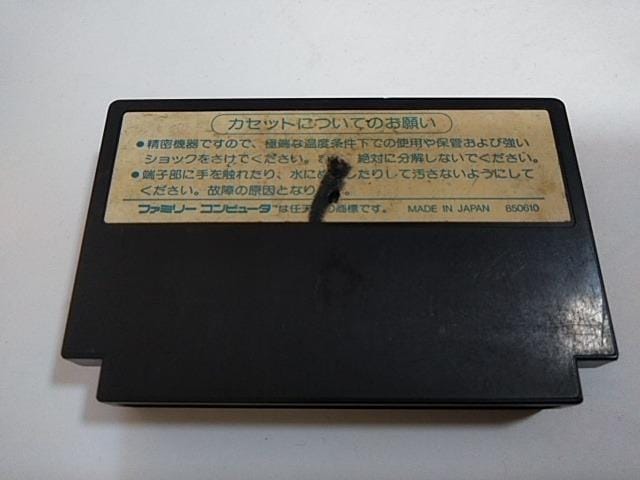 カセットについてのお願い
●精密機器ですので、極端な温度条件下での使用や保管および強い
ショックをさけてください。 絶対に分解しないでください。
●端子部に手を触れたり、水に したりして汚さないようにして
ください。故障の原因とな
ファミリー コンピュータ™は任 の商標です。 MADE IN JAPAN 850610